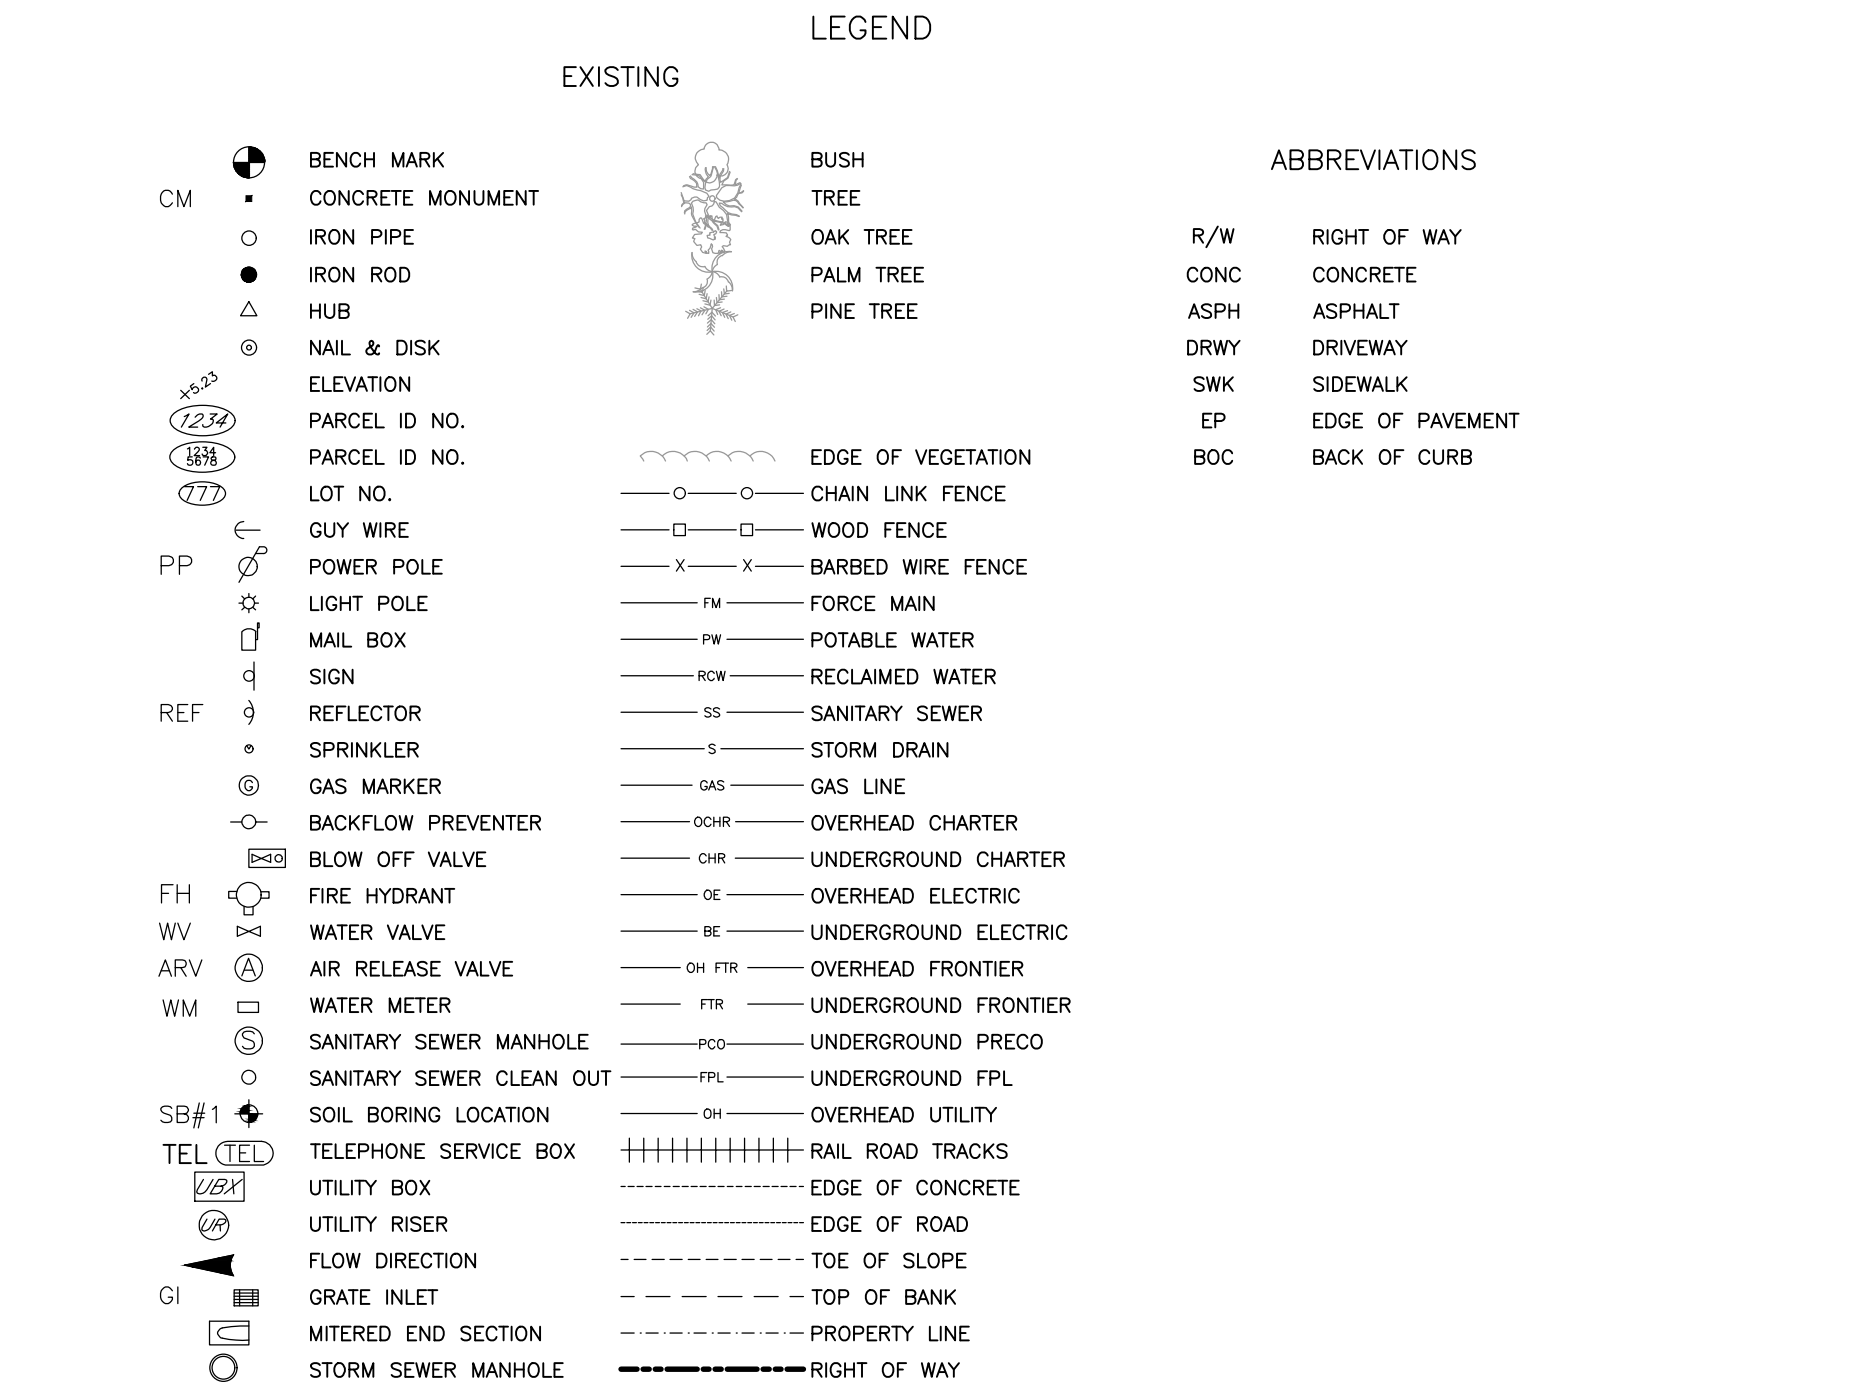 LEGEND
EXISTING
BENCH MARK
CM CONCRETE MONUMENT
IRON PIPE
IRON ROD
HUB
NAIL & DISK
+5.23 ELEVATION
1234 PARCEL ID NO.
1234
5678 PARCEL ID NO.
777 LOT NO.
GUY WIRE
PP POWER POLE
LIGHT POLE
MAIL BOX
SIGN
REF REFLECTOR
SPRINKLER
G GAS MARKER
BACKFLOW PREVENTER
BLOW OFF VALVE
FH FIRE HYDRANT
WV WATER VALVE
ARV A AIR RELEASE VALVE
WM WATER METER
S SANITARY SEWER MANHOLE
SANITARY SEWER CLEAN OUT
SB#1 SOIL BORING LOCATION
TEL TEL TELEPHONE SERVICE BOX
UBX UTILITY BOX
UR UTILITY RISER
FLOW DIRECTION
GI GRATE INLET
MITERED END SECTION
STORM SEWER MANHOLE
BUSH
TREE
OAK TREE
PALM TREE
PINE TREE
EDGE OF VEGETATION
CHAIN LINK FENCE
WOOD FENCE
X X BARBED WIRE FENCE
FM FORCE MAIN
PW POTABLE WATER
RCW RECLAIMED WATER
SS SANITARY SEWER
S STORM DRAIN
GAS GAS LINE
OCHR OVERHEAD CHARTER
CHR UNDERGROUND CHARTER
OE OVERHEAD ELECTRIC
BE UNDERGROUND ELECTRIC
OH FTR OVERHEAD FRONTIER
FTR UNDERGROUND FRONTIER
PCO UNDERGROUND PRECO
FPL UNDERGROUND FPL
OH OVERHEAD UTILITY
RAIL ROAD TRACKS
EDGE OF CONCRETE
EDGE OF ROAD
TOE OF SLOPE
TOP OF BANK
PROPERTY LINE
RIGHT OF WAY
ABBREVIATIONS
R/W RIGHT OF WAY
CONC CONCRETE
ASPH ASPHALT
DRWY DRIVEWAY
SWK SIDEWALK
EP EDGE OF PAVEMENT
BOC BACK OF CURB